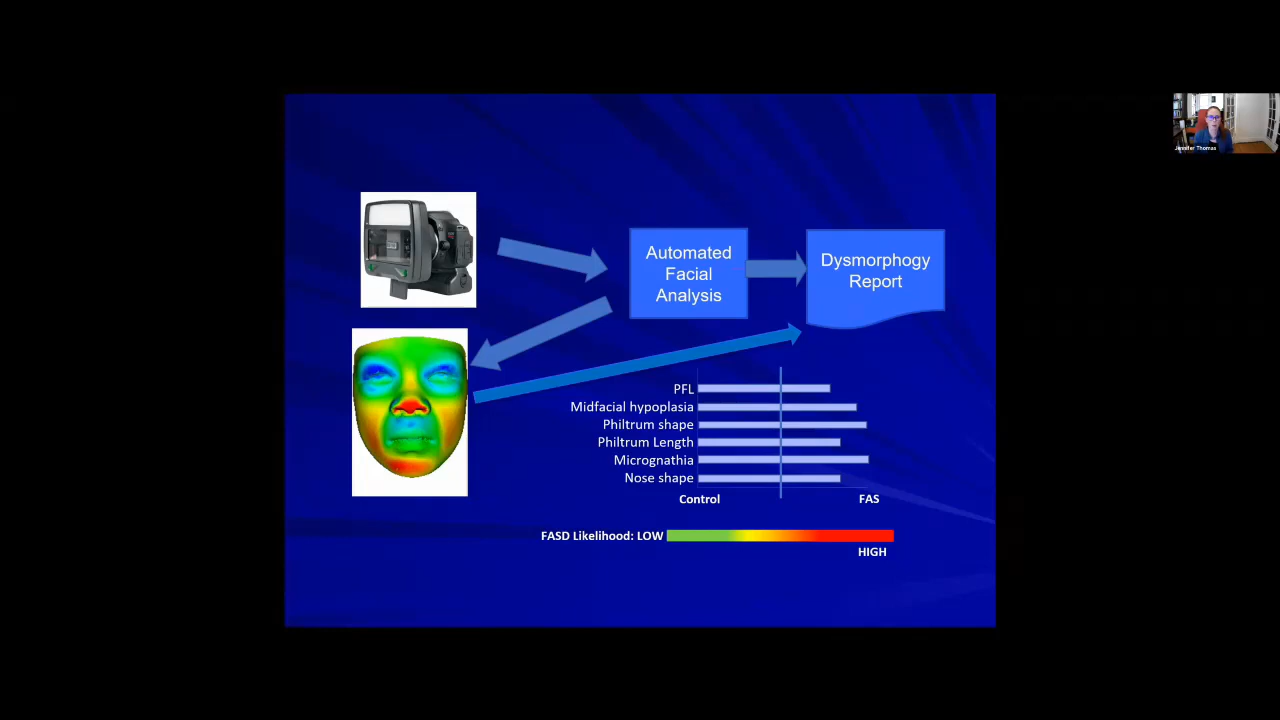 Jennifer Thomas
Automated
Facial
Analysis
Dysmorphogy
Report
PFL
Midfacial hypoplasia
Philtrum shape
Philtrum Length
Micrognathia
Nose shape
Control
FAS
FASD Likelihood: LOW
HIGH